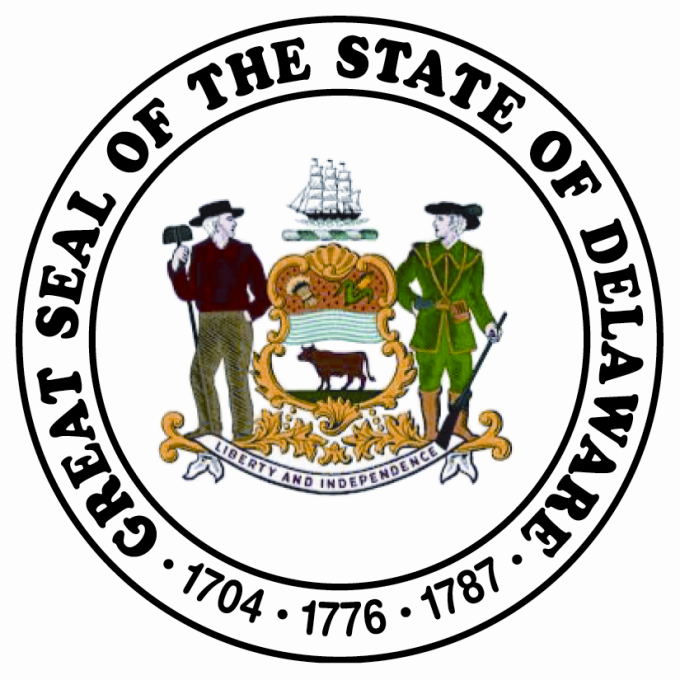 GREAT SEAL OF THE STATE OF DELAWARE
LIBERTY AND INDEPENDENCE
· 1704 · 1776 · 1787 ·